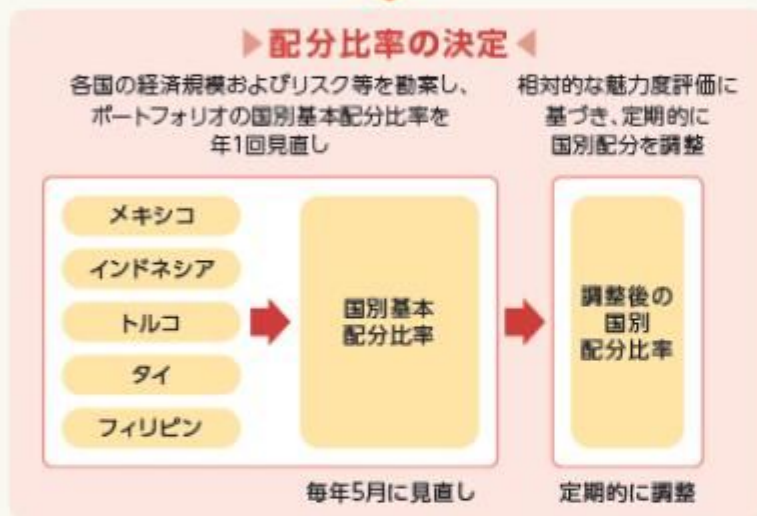 配分比率の決定
各国の経済規模およびリスク等を勘案し、
ポートフォリオの国別基本配分比率を
年1回見直し
相対的な魅力度評価に
基づき、定期的に
国別配分を調整
メキシコ
インドネシア
トルコ
タイ
フィリピン
国別基本
配分比率
調整後の
国別
配分比率
毎年5月に見直し
定期的に調整